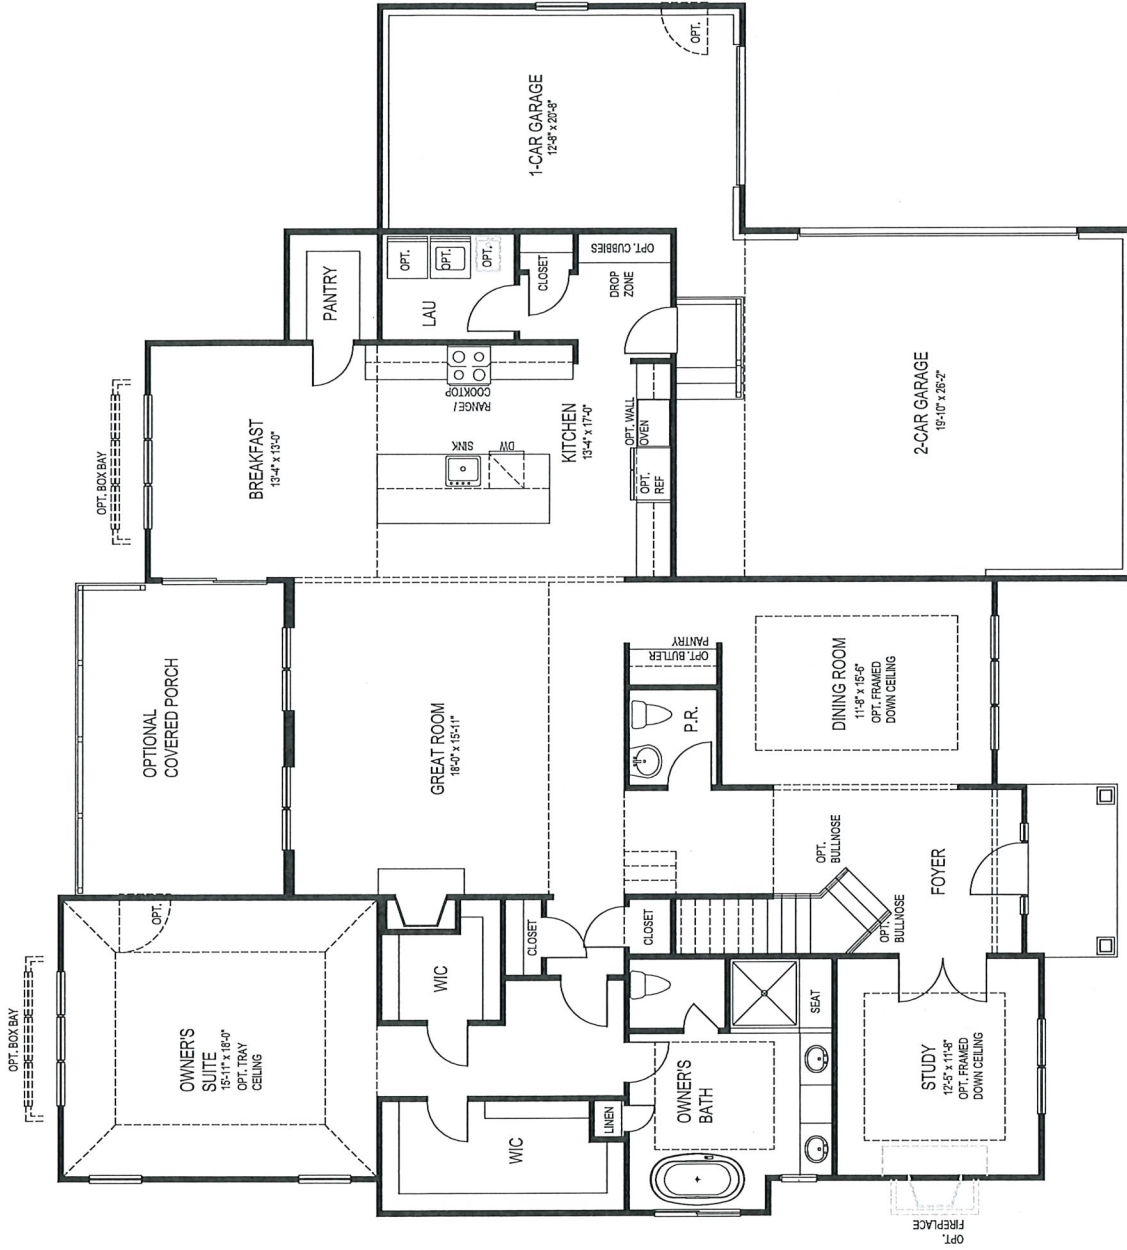 OPT.
1-CAR GARAGE
12'-8" x 20'-8"
OPT. CUBBIES
OPT.
OPT.
OPT.
CLOSET
DROP
ZONE
LAU
PANTRY
2-CAR GARAGE
19'-10" x 26'-2"
RANGE/
COOKTOP
OPT. WALL
OVEN
OPT.
REF
SINK
DW
KITCHEN
13'-4" x 17'-0"
BREAKFAST
13'-4" x 13'-0"
OPT. BOX BAY
OPTIONAL
COVERED PORCH
GREAT ROOM
18'-0" x 15'-11"
OPT. BUTLER
PANTRY
P.R.
DINING ROOM
11'-8" x 15'-6"
OPT. FRAMED
DOWN CEILING
OPT.
BULLNOSE
OPT.
BULLNOSE
FOYER
OPT.
CLOSET
CLOSET
WIC
OPT. BOX BAY
OWNER'S
SUITE
15'-11" x 18'-0"
OPT. TRAY
CEILING
SEAT
OWNER'S
BATH
LINEN
WIC
STUDY
12'-5" x 11'-8"
OPT. FRAMED
DOWN CEILING
OPT.
FIREPLACE